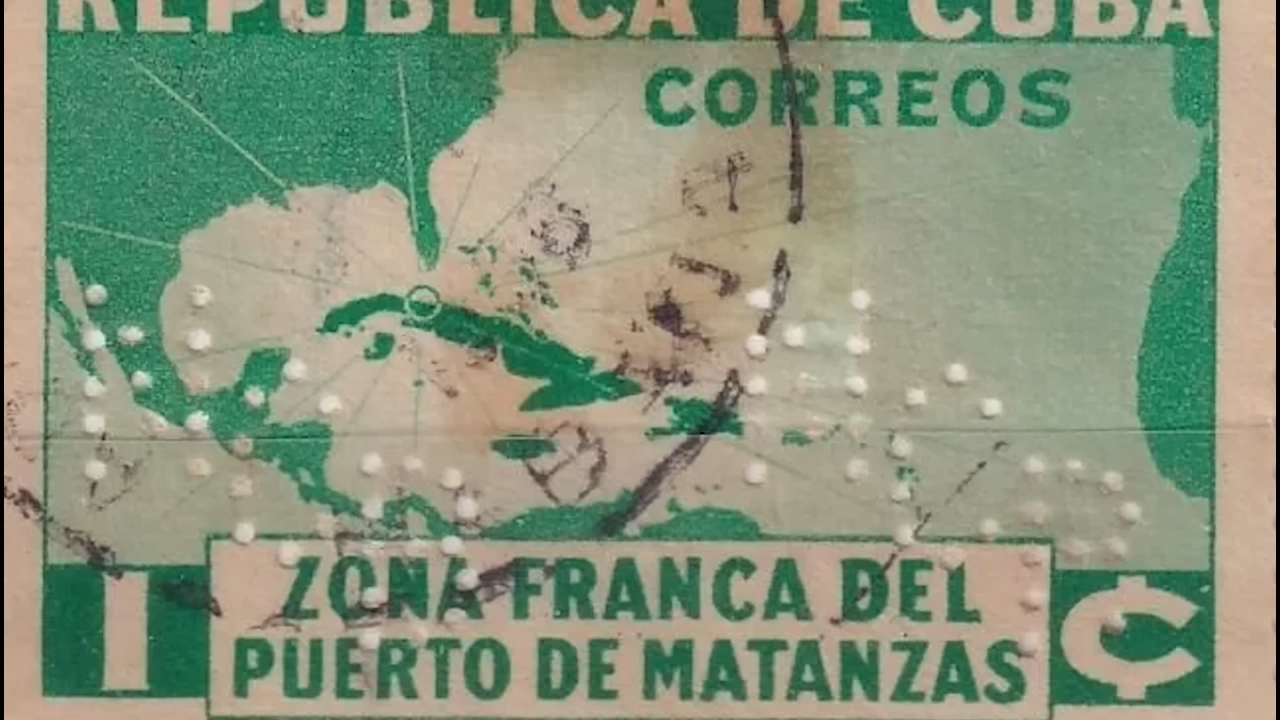 REPUBLICA DE CUBA
CORREOS
1
ZONA FRANCA DEL
PUERTO DE MATANZAS
¢